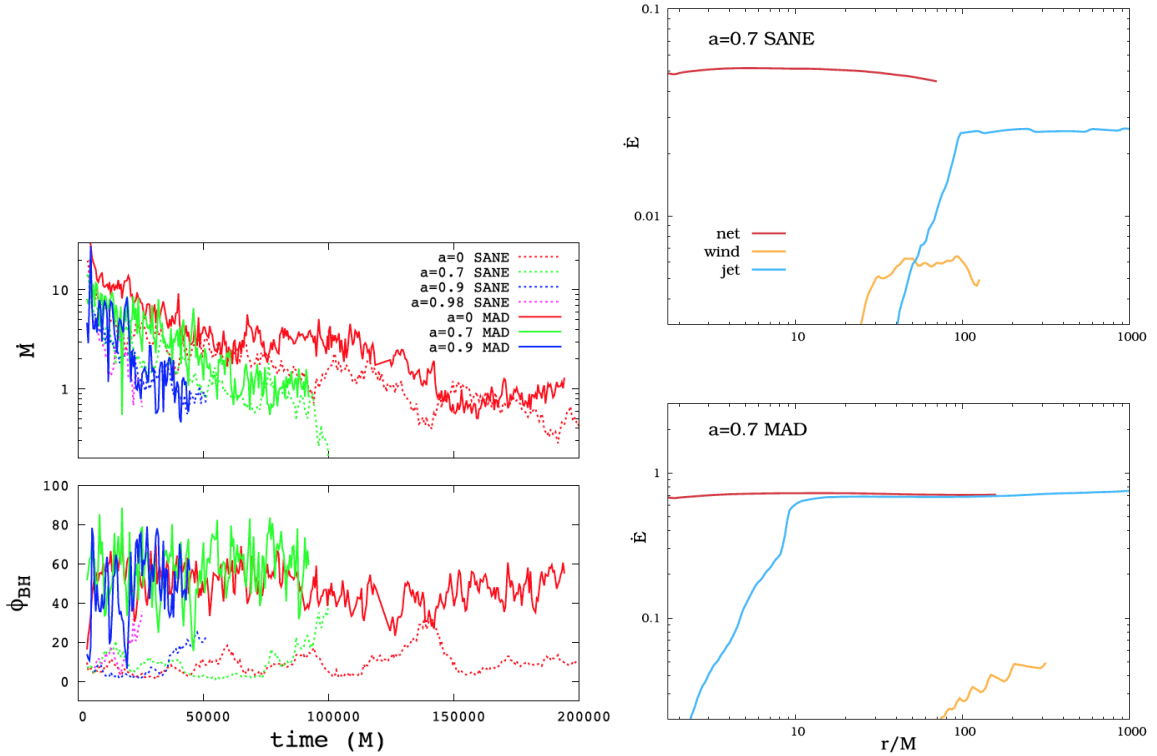 10
1
Ṁ
a=0 SANE
a=0.7 SANE
a=0.9 SANE
a=0.98 SANE
a=0 MAD
a=0.7 MAD
a=0.9 MAD
100
80
60
40
20
0
ϕBH
0 50000 100000 150000 200000
time (M)
0.1
0.01
Ė
a=0.7 SANE
net
wind
jet
10 100 1000
1
0.1
Ė
a=0.7 MAD
10 100 1000
r/M